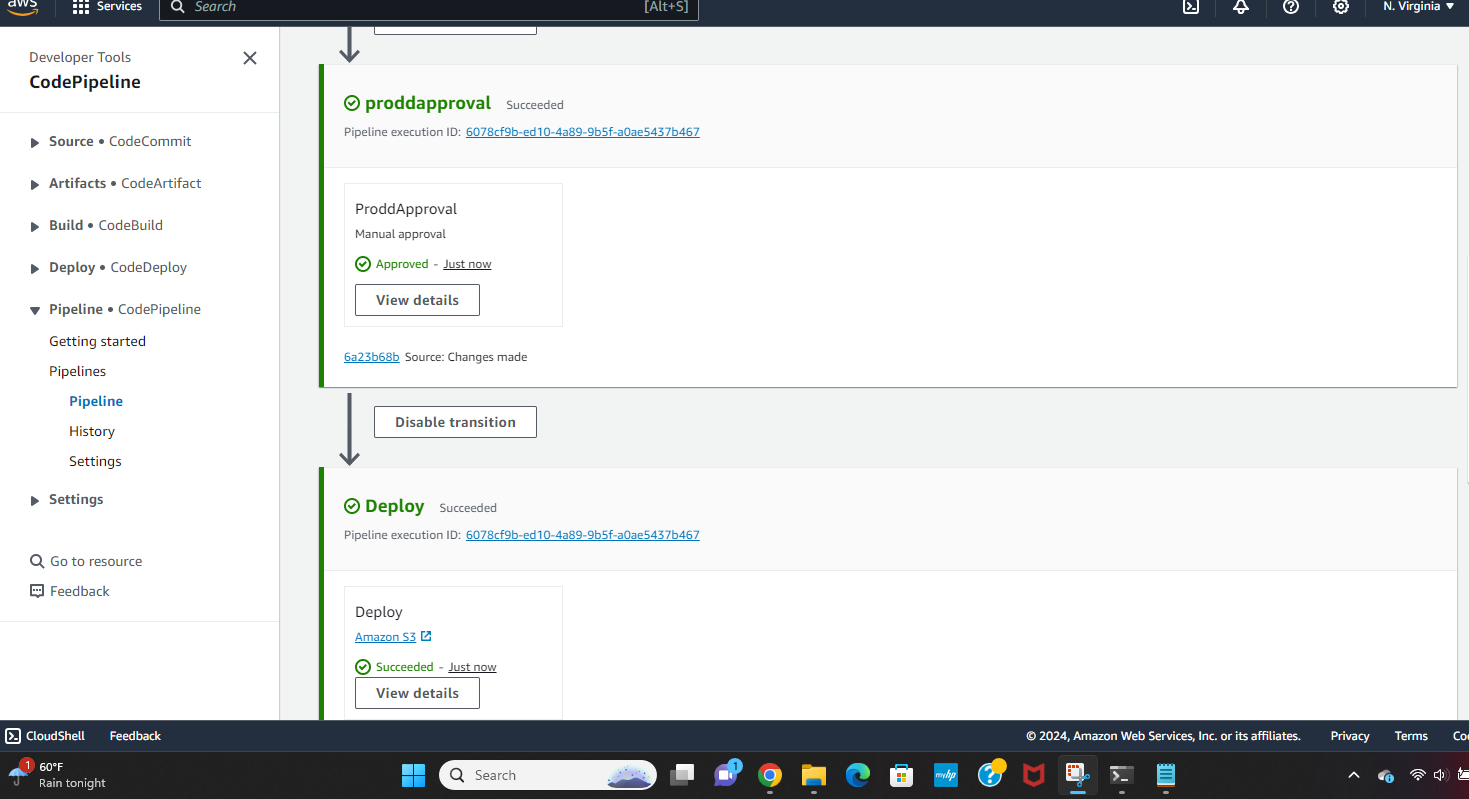 aws
Services
Search
[Alt+S]
N. Virginia
Developer Tools
CodePipeline
Source • CodeCommit
Artifacts • CodeArtifact
Build • CodeBuild
Deploy • CodeDeploy
Pipeline • CodePipeline
Getting started
Pipelines
Pipeline
History
Settings
Settings
Go to resource
Feedback
proddapproval Succeeded
Pipeline execution ID: 6078cf9b-ed10-4a89-9b5f-a0ae5437b467
ProddApproval
Manual approval
Approved - Just now
View details
6a23b68b Source: Changes made
Disable transition
Deploy Succeeded
Pipeline execution ID: 6078cf9b-ed10-4a89-9b5f-a0ae5437b467
Deploy
Amazon S3
Succeeded - Just now
View details
CloudShell Feedback
© 2024, Amazon Web Services, Inc. or its affiliates. Privacy Terms Co
1
60°F
Rain tonight
Search
1
myhp